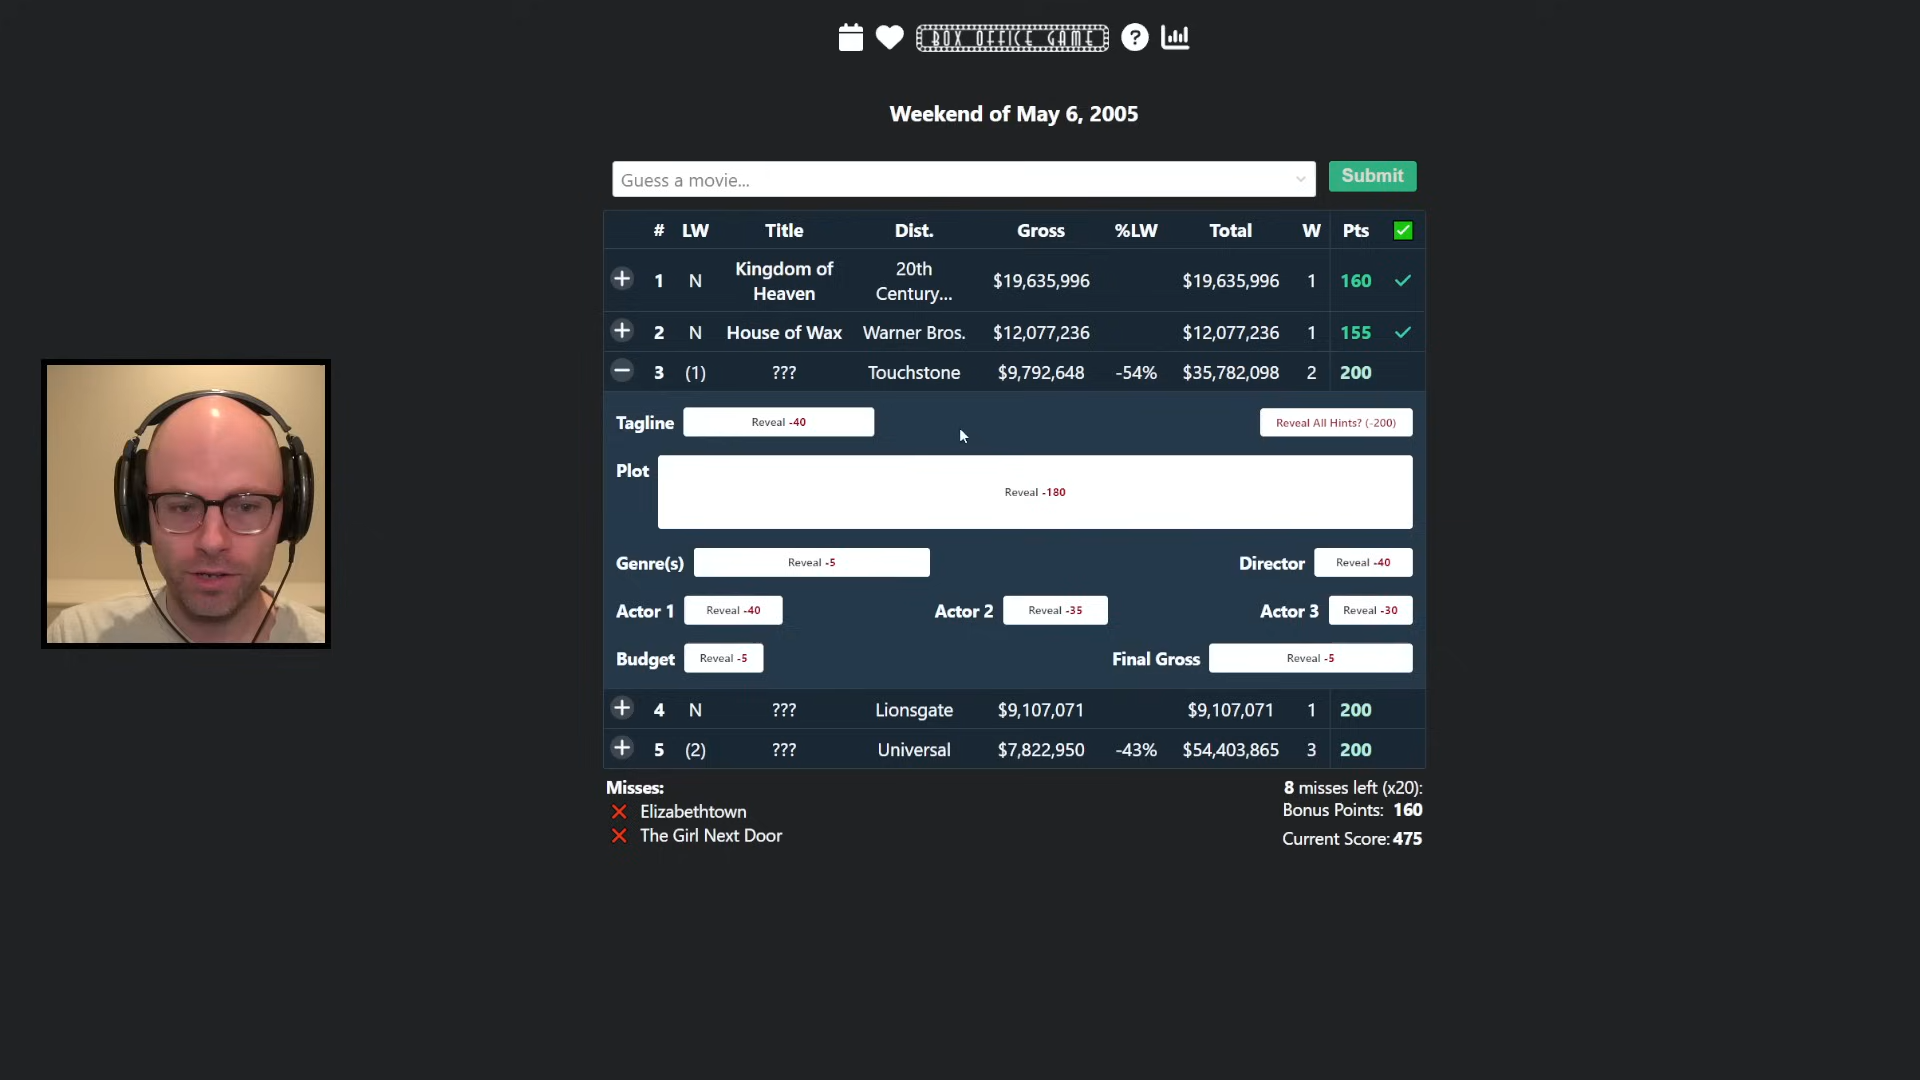 BOX OFFICE GAME ?
Weekend of May 6, 2005
Guess a movie... Submit
# LW Title Dist. Gross %LW Total W Pts
1 N Kingdom of Heaven 20th Century... $19,635,996 $19,635,996 1 160
2 N House of Wax Warner Bros. $12,077,236 $12,077,236 1 155
3 (1) ??? Touchstone $9,792,648 -54% $35,782,098 2 200
Tagline Reveal -40 Reveal All Hints? (-200)
Plot Reveal -180
Genre(s) Reveal -5 Director Reveal -40
Actor 1 Reveal -40 Actor 2 Reveal -35 Actor 3 Reveal -30
Budget Reveal -5 Final Gross Reveal -5
4 N ??? Lionsgate $9,107,071 $9,107,071 1 200
5 (2) ??? Universal $7,822,950 -43% $54,403,865 3 200
Misses: 8 misses left (x20):
Elizabethtown Bonus Points: 160
The Girl Next Door Current Score: 475